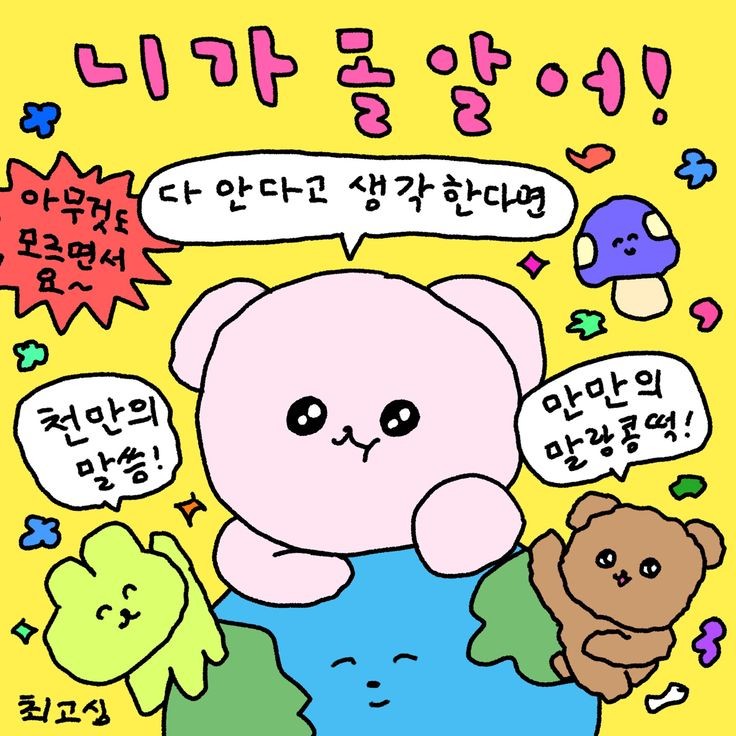 니가 돌 알어!
다 안다고 생각한다면
아무것도
모르면서
요~
천만의
말씀!
만만의
말랑콩떡!
최고심